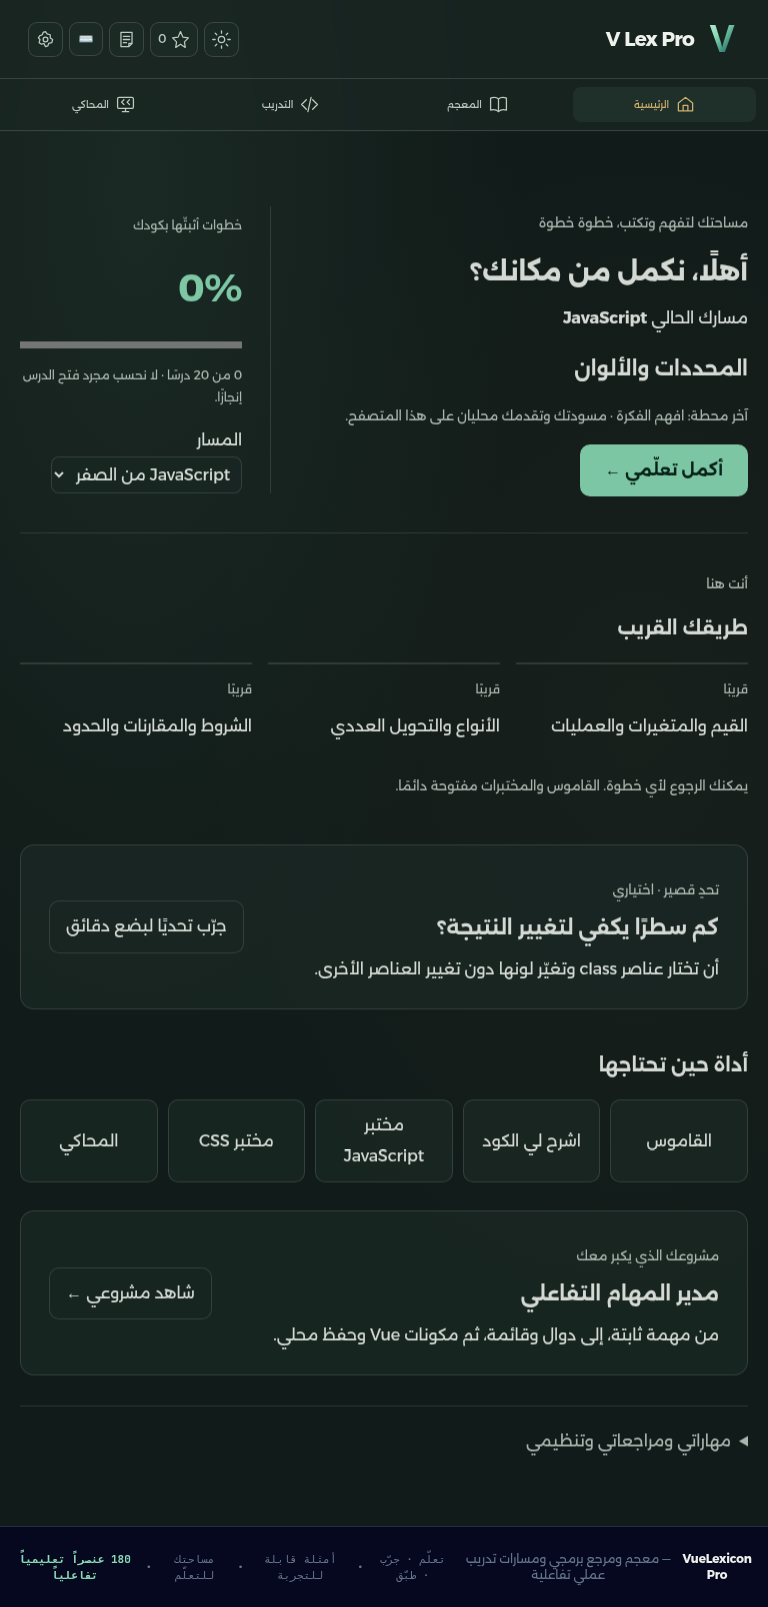 V Lex Pro
V
0
الرئيسية
المعجم
التدريب
المحاكي
مساحتك لتفهم وتكتب، خطوة خطوة
أهلًا، نكمل من مكانك؟
مسارك الحالي JavaScript
المحددات والألوان
آخر محطة: افهم الفكرة · مسودتك وتقدمك محليان على هذا المتصفح.
أكمل تعلّمي ←
خطوات أثبتّها بكودك
0%
0 من 20 درسًا · لا نحسب مجرد فتح الدرس
إنجازًا.
المسار
JavaScript من الصفر
أنت هنا
طريقك القريب
قريبًا
القيم والمتغيرات والعمليات
قريبًا
الأنواع والتحويل العددي
قريبًا
الشروط والمقارنات والحدود
يمكنك الرجوع لأي خطوة. القاموس والمختبرات مفتوحة دائمًا.
تحدٍ قصير · اختياري
كم سطرًا يكفي لتغيير النتيجة؟
أن تختار عناصر class وتغيّر لونها دون تغيير العناصر الأخرى.
جرّب تحديًا لبضع دقائق
أداة حين تحتاجها
القاموس
اشرح لي الكود
مختبر
JavaScript
مختبر CSS
المحاكي
مشروعك الذي يكبر معك
مدير المهام التفاعلي
من مهمة ثابتة، إلى دوال وقائمة، ثم مكونات Vue وحفظ محلي.
شاهد مشروعي ←
مهاراتي ومراجعاتي وتنظيمي
VueLexicon
Pro
— معجم ومرجع برمجي ومسارات تدريب
عملي تفاعلية
تعلّم · جرّب
· طبّق
•
أمثلة قابلة
للتجربة
•
مساحتك
للتعلّم
•
180 عنصراً تعليمياً
تفاعلياً